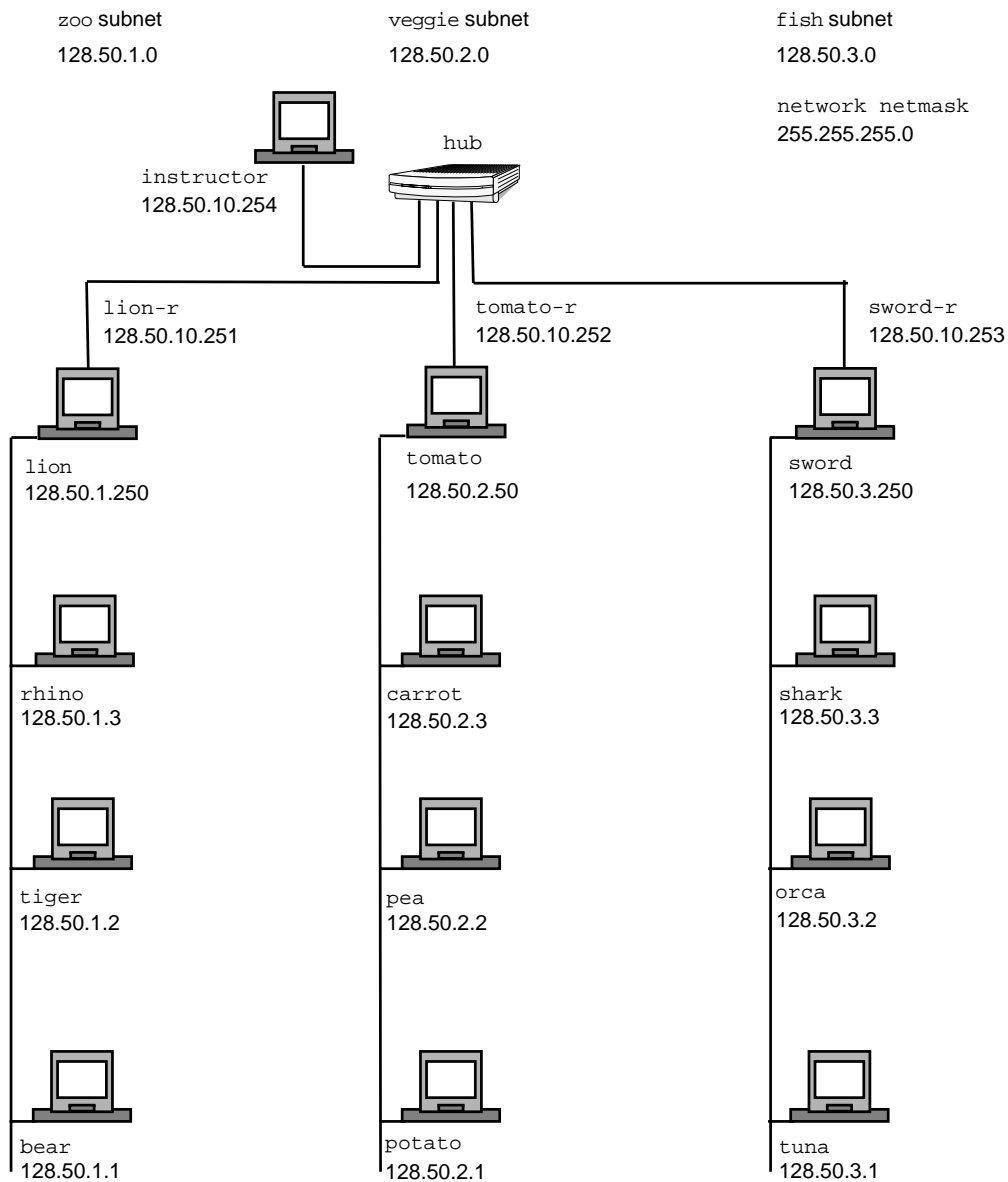 zoo subnet
128.50.1.0
veggie subnet
128.50.2.0
fish subnet
128.50.3.0
network netmask
255.255.255.0
hub
instructor
128.50.10.254
lion-r
128.50.10.251
tomato-r
128.50.10.252
sword-r
128.50.10.253
lion
128.50.1.250
tomato
128.50.2.50
sword
128.50.3.250
rhino
128.50.1.3
carrot
128.50.2.3
shark
128.50.3.3
tiger
128.50.1.2
pea
128.50.2.2
orca
128.50.3.2
bear
128.50.1.1
potato
128.50.2.1
tuna
128.50.3.1